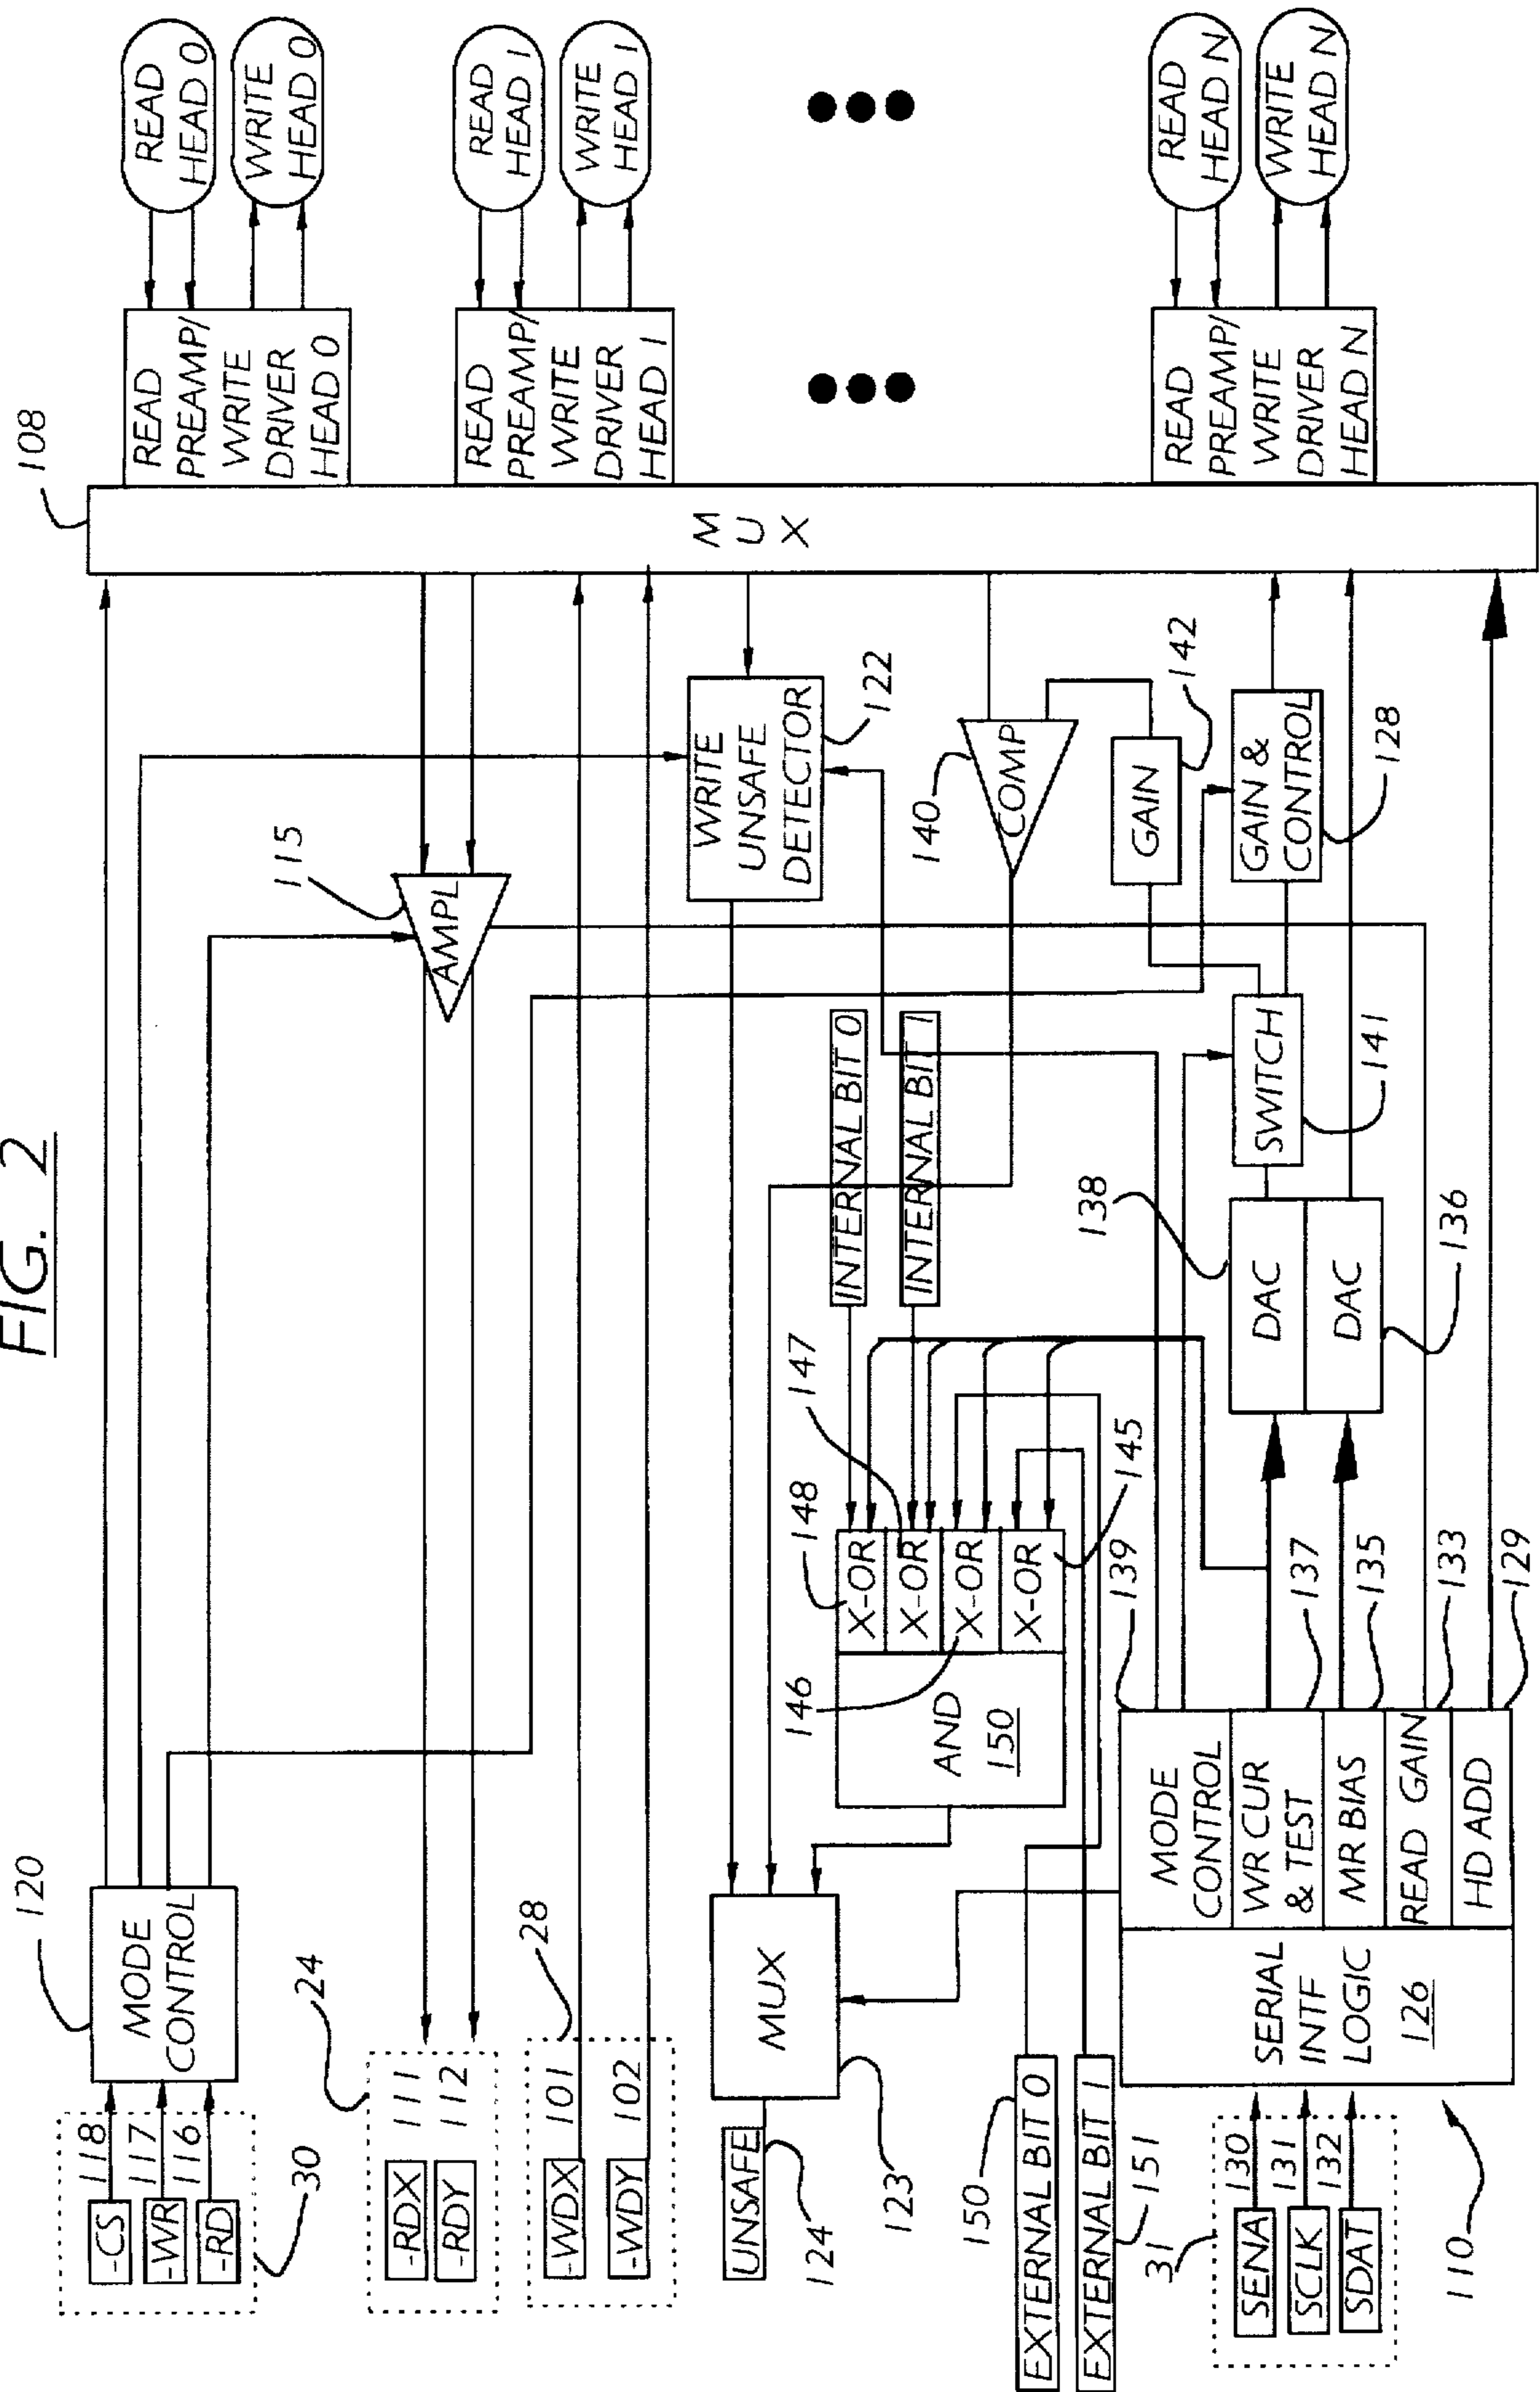 FIG. 2
120
MODE
CONTROL
-CS
118
-WR
117
-RD
116
30
24
-RDX
111
-RDY
112
28
-WDX
101
-WDY
102
115
AMPL
108
M
U
X
READ
PREAMP/
WRITE
DRIVER
HEAD 0
READ
HEAD 0
WRITE
HEAD 0
READ
PREAMP/
WRITE
DRIVER
HEAD 1
READ
HEAD 1
WRITE
HEAD 1
READ
PREAMP/
WRITE
DRIVER
HEAD N
READ
HEAD N
WRITE
HEAD N
UNSAFE
124
MUX
123
WRITE
UNSAFE
DETECTOR
122
INTERNAL BIT 0
INTERNAL BIT 1
148
147
X-OR
X-OR
X-OR
X-OR
146
145
AND
150
140
COMP
GAIN
142
GAIN &
CONTROL
128
SWITCH
141
138
DAC
DAC
136
150
EXTERNAL BIT 0
EXTERNAL BIT 1
151
31
SENA
130
SCLK
131
SDAT
132
110
SERIAL
INTF
LOGIC
126
MODE
CONTROL
139
WR CUR
& TEST
137
MR BIAS
135
READ GAIN
133
HD ADD
129